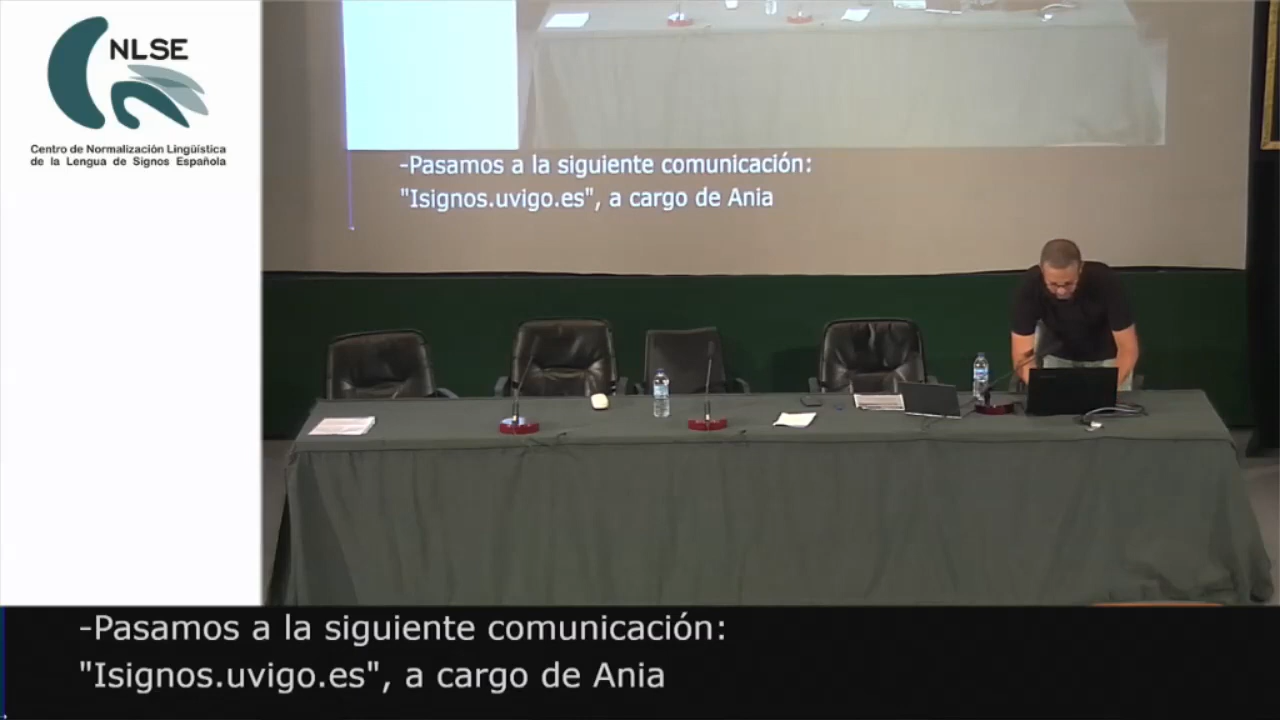 NLSE
Centro de Normalización Lingüística
de la Lengua de Signos Española
-Pasamos a la siguiente comunicación:
"Isignos.uvigo.es", a cargo de Ania
-Pasamos a la siguiente comunicación:
"Isignos.uvigo.es", a cargo de Ania